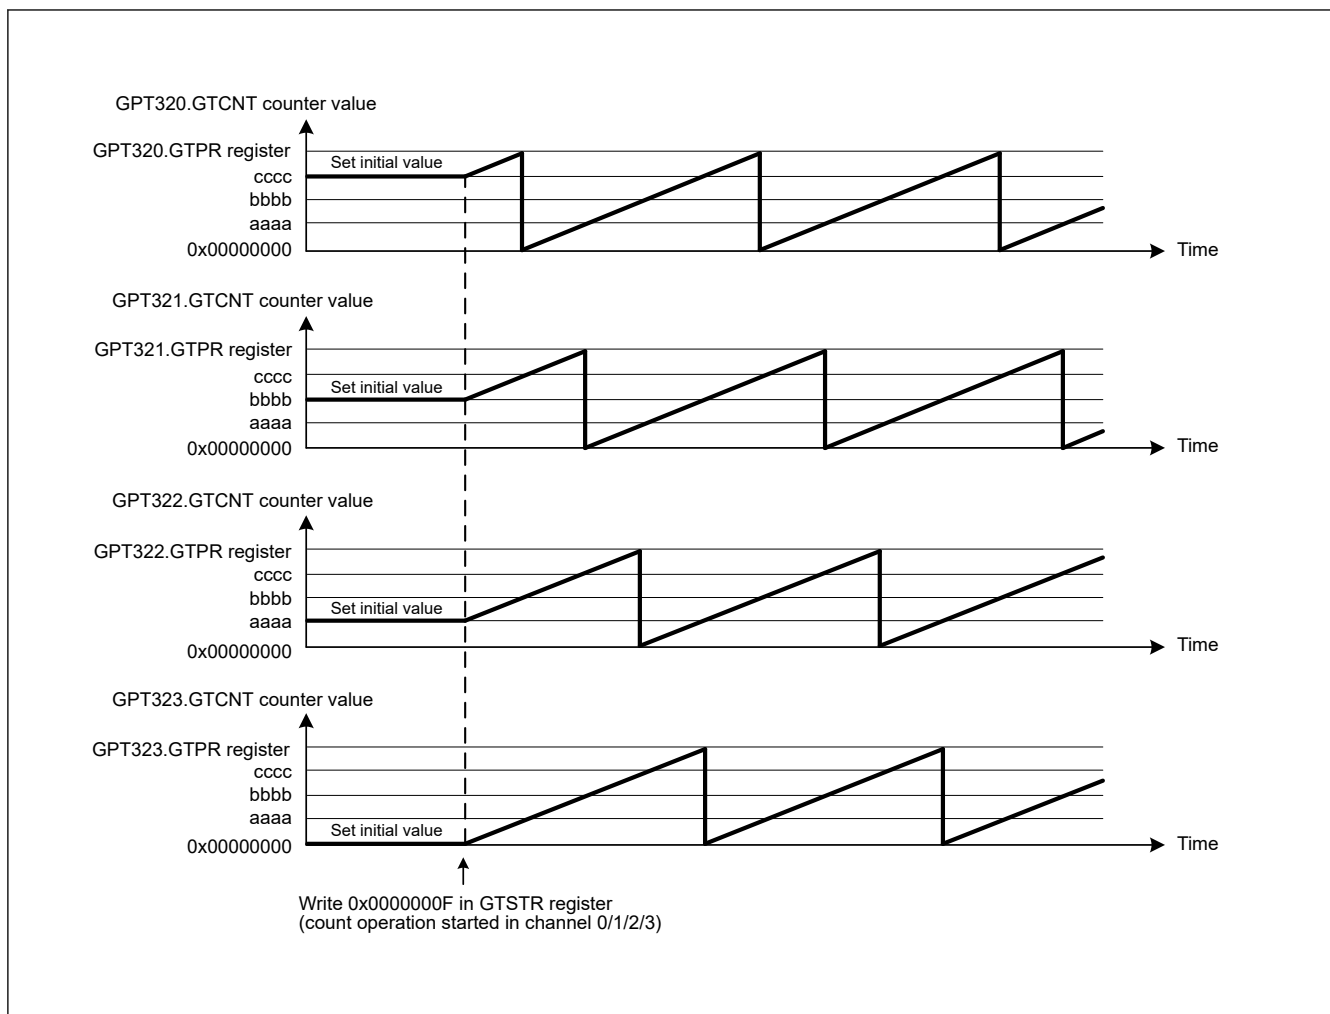 GPT320.GTCNT counter value
GPT320.GTPR register
Set initial value
cccc
bbbb
aaaa
0x00000000
Time
GPT321.GTCNT counter value
GPT321.GTPR register
cccc
Set initial value
bbbb
aaaa
0x00000000
Time
GPT322.GTCNT counter value
GPT322.GTPR register
cccc
bbbb
Set initial value
aaaa
0x00000000
Time
GPT323.GTCNT counter value
GPT323.GTPR register
cccc
bbbb
aaaa
Set initial value
0x00000000
Time
Write 0x0000000F in GTSTR register
(count operation started in channel 0/1/2/3)